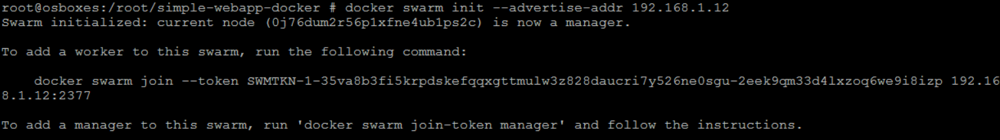 root@osboxes:/root/simple-webapp-docker # docker swarm init --advertise-addr 192.168.1.12
Swarm initialized: current node (0j76dum2r56p1xfne4ub1ps2c) is now a manager.
To add a worker to this swarm, run the following command:
docker swarm join --token SWMTKN-1-35va8b3fi5krpdskefqqxgttmulw3z828daucri7y526ne0sgu-2eek9qm33d4lxzoq6we9i8izp 192.16
8.1.12:2377
To add a manager to this swarm, run 'docker swarm join-token manager' and follow the instructions.